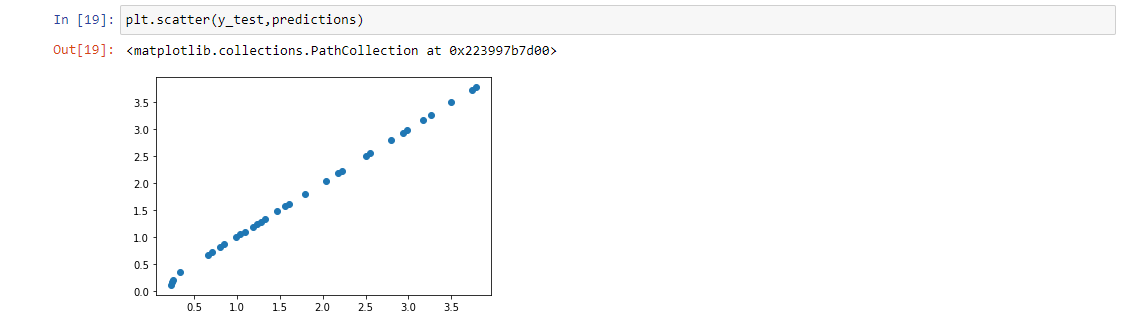 In [19]: plt.scatter(y_test,predictions)
Out[19]: <matplotlib.collections.PathCollection at 0x223997b7d00>
3.5
3.0
2.5
2.0
1.5
1.0
0.5
0.0
0.5 1.0 1.5 2.0 2.5 3.0 3.5